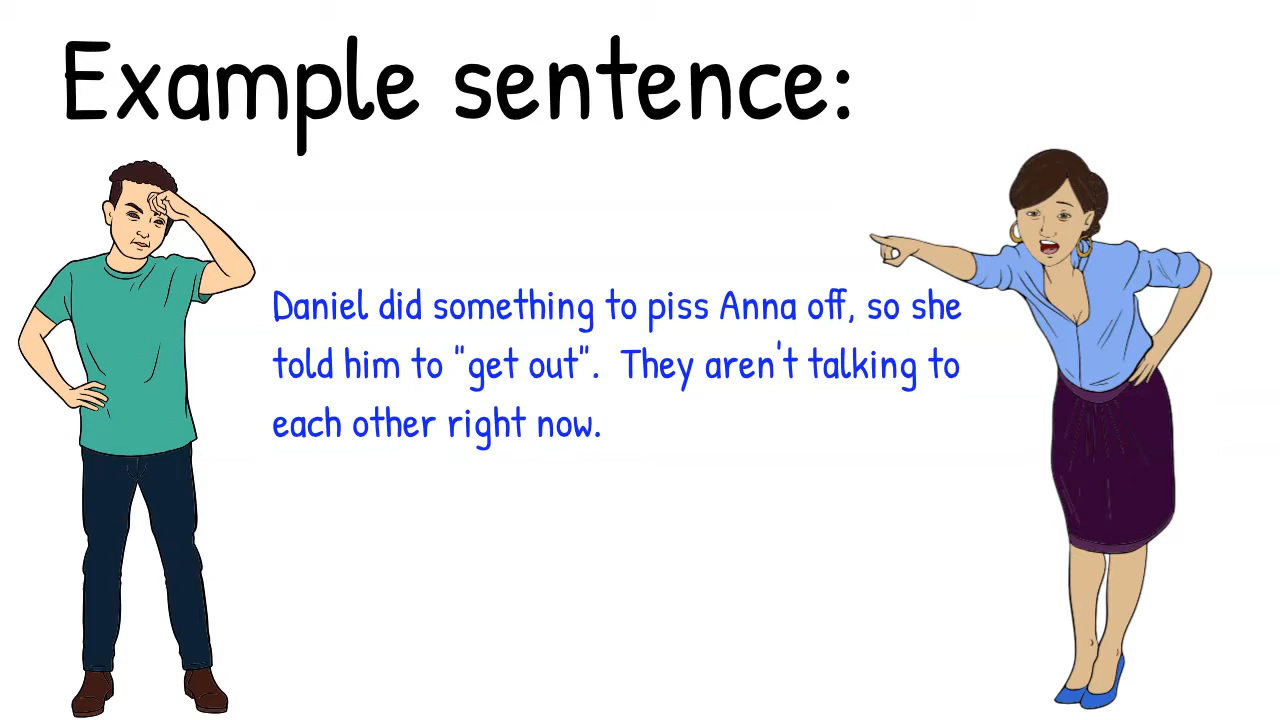 Example sentence:
Daniel did something to piss Anna off, so she
told him to "get out".  They aren't talking to
each other right now.